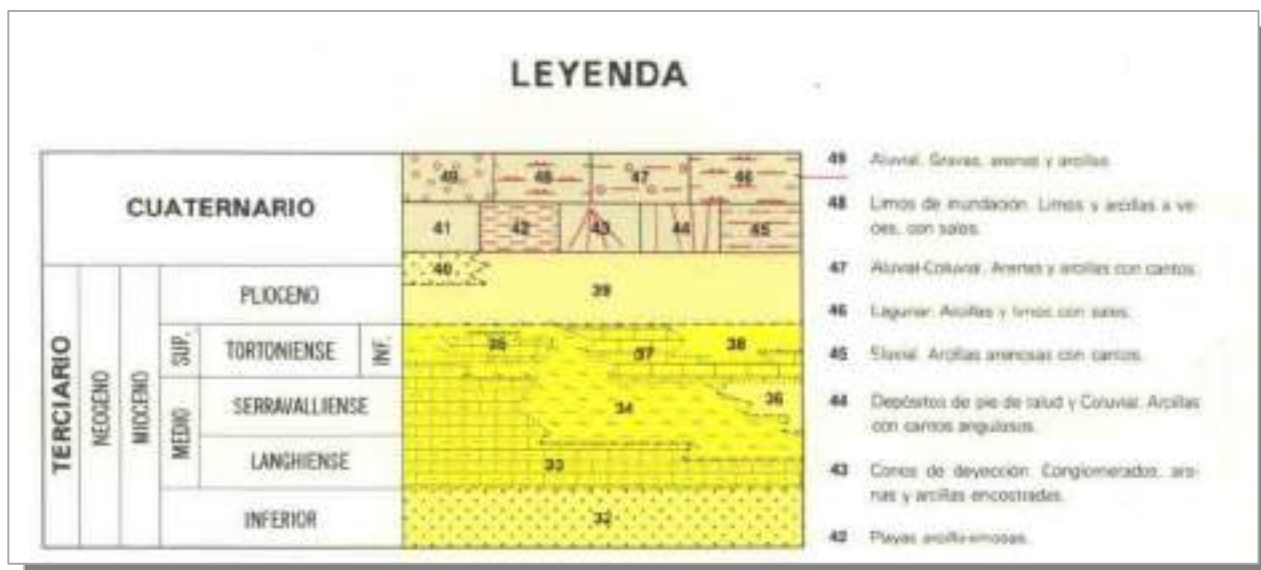 LEYENDA
CUATERNARIO
49 48 47 46
41 42 43 44 45
TERCIARIO
NEOGENO
MIOCENO
PLIOCENO
40 39
SUP.
TORTONIENSE
INF.
35 37 38
MEDIO
SERRAVALLIENSE
34 36
LANGHIENSE
33
INFERIOR
32
49 Aluvial. Gravas, arenas y arcillas.
48 Limos de inundación. Limos y arcillas a ve-
ces, con sales.
47 Aluvial-Coluvial. Arenas y arcillas con cantos.
46 Lagunar. Arcillas y limos con sales.
45 Eluvial. Arcillas arenosas con cantos.
44 Depósitos de pie de talud y Coluvial. Arcillas
con cantos angulosos.
43 Conos de deyección. Conglomerados, are-
nas y arcillas encostradas.
42 Playas arcillo-limosas.